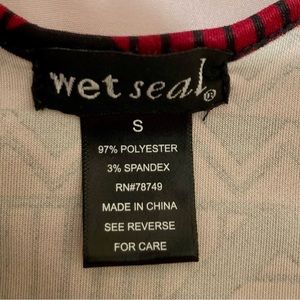 wet seal®
S
97% POLYESTER
3% SPANDEX
RN#78749
MADE IN CHINA
SEE REVERSE
FOR CARE